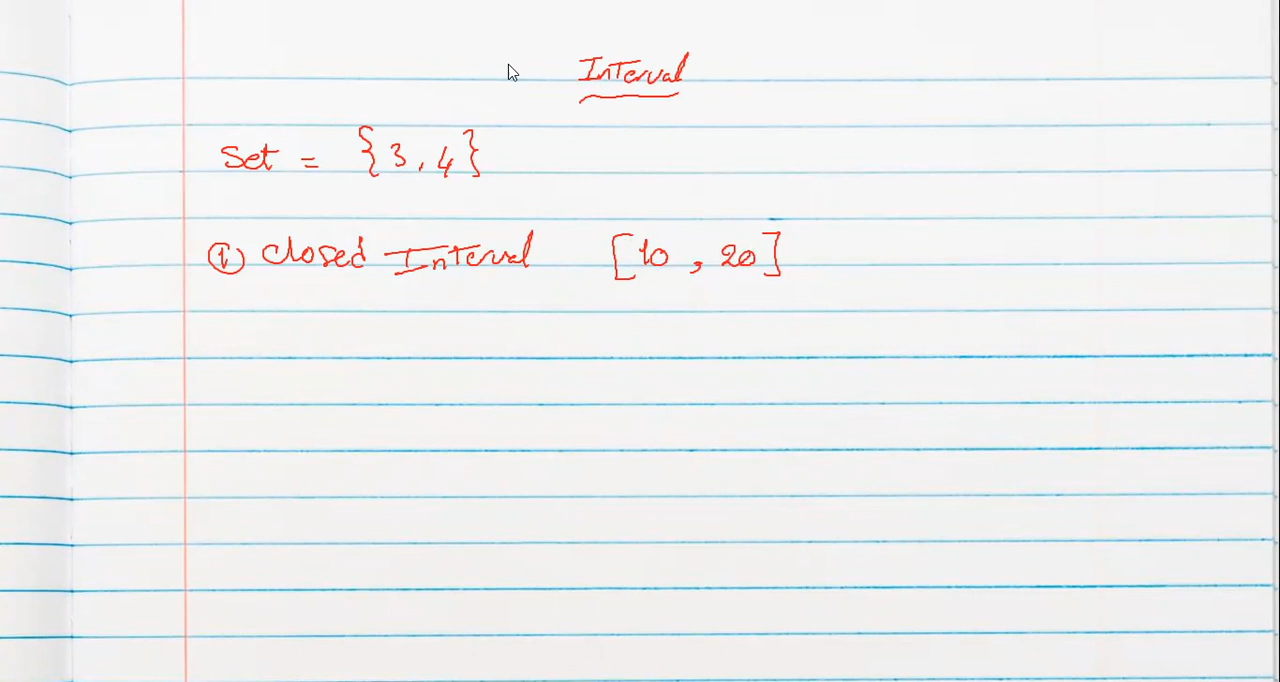 Interval
Set = {3, 4}
① Closed Interval [10, 20]